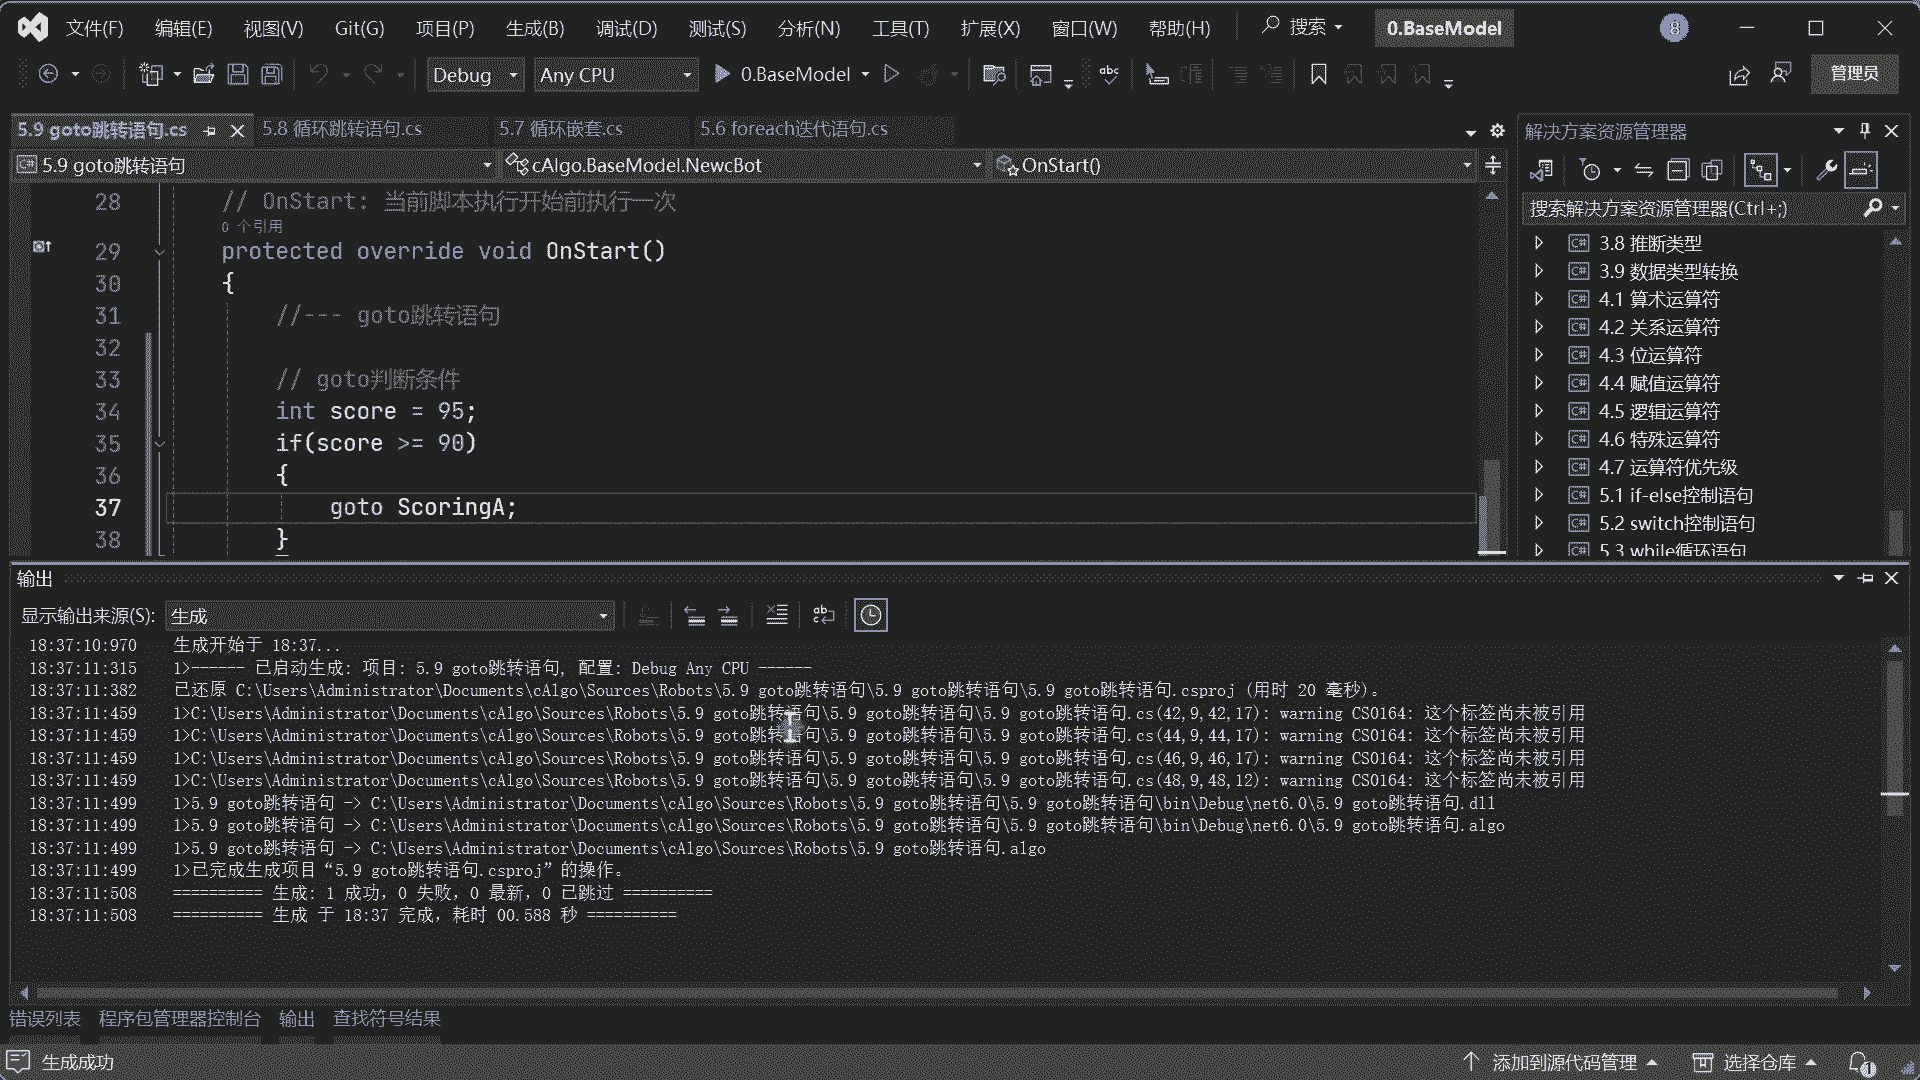 文件(F) 编辑(E) 视图(V) Git(G) 项目(P) 生成(B) 调试(D) 测试(S) 分析(N) 工具(T) 扩展(X) 窗口(W) 帮助(H) 搜索 0.BaseModel 8
Debug Any CPU 0.BaseModel 管理员
5.9 goto跳转语句.cs 5.8 循环跳转语句.cs 5.7 循环嵌套.cs 5.6 foreach迭代语句.cs
5.9 goto跳转语句 cAlgo.BaseModel.NewcBot OnStart()
28 // OnStart: 当前脚本执行开始前执行一次
0 个引用
29 protected override void OnStart()
30 {
31 //--- goto跳转语句
32
33 // goto判断条件
34 int score = 95;
35 if(score >= 90)
36 {
37 goto ScoringA;
38 }
解决方案资源管理器
搜索解决方案资源管理器(Ctrl+;)
3.8 推断类型
3.9 数据类型转换
4.1 算术运算符
4.2 关系运算符
4.3 位运算符
4.4 赋值运算符
4.5 逻辑运算符
4.6 特殊运算符
4.7 运算符优先级
5.1 if-else控制语句
5.2 switch控制语句
5.3 while循环语句
输出
显示输出来源(S): 生成
18:37:10:970 生成开始于 18:37...
18:37:11:315 1>------ 已启动生成: 项目: 5.9 goto跳转语句, 配置: Debug Any CPU ------
18:37:11:382 已还原 C:\Users\Administrator\Documents\cAlgo\Sources\Robots\5.9 goto跳转语句\5.9 goto跳转语句\5.9 goto跳转语句.csproj (用时 20 毫秒)。
18:37:11:459 1>C:\Users\Administrator\Documents\cAlgo\Sources\Robots\5.9 goto跳转语句\5.9 goto跳转语句\5.9 goto跳转语句.cs(42,9,42,17): warning CS0164: 这个标签尚未被引用
18:37:11:459 1>C:\Users\Administrator\Documents\cAlgo\Sources\Robots\5.9 goto跳转语句\5.9 goto跳转语句\5.9 goto跳转语句.cs(44,9,44,17): warning CS0164: 这个标签尚未被引用
18:37:11:459 1>C:\Users\Administrator\Documents\cAlgo\Sources\Robots\5.9 goto跳转语句\5.9 goto跳转语句\5.9 goto跳转语句.cs(46,9,46,17): warning CS0164: 这个标签尚未被引用
18:37:11:459 1>C:\Users\Administrator\Documents\cAlgo\Sources\Robots\5.9 goto跳转语句\5.9 goto跳转语句\5.9 goto跳转语句.cs(48,9,48,12): warning CS0164: 这个标签尚未被引用
18:37:11:499 1>5.9 goto跳转语句 -> C:\Users\Administrator\Documents\cAlgo\Sources\Robots\5.9 goto跳转语句\5.9 goto跳转语句\bin\Debug\net6.0\5.9 goto跳转语句.dll
18:37:11:499 1>5.9 goto跳转语句 -> C:\Users\Administrator\Documents\cAlgo\Sources\Robots\5.9 goto跳转语句\5.9 goto跳转语句\bin\Debug\net6.0\5.9 goto跳转语句.algo
18:37:11:499 1>5.9 goto跳转语句 -> C:\Users\Administrator\Documents\cAlgo\Sources\Robots\5.9 goto跳转语句.algo
18:37:11:499 1>已完成生成项目“5.9 goto跳转语句.csproj”的操作。
18:37:11:508 ========== 生成: 1 成功，0 失败，0 最新，0 已跳过 ==========
18:37:11:508 ========== 生成 于 18:37 完成，耗时 00.588 秒 ==========
错误列表 程序包管理器控制台 输出 查找符号结果
生成成功 添加到源代码管理 选择仓库 1